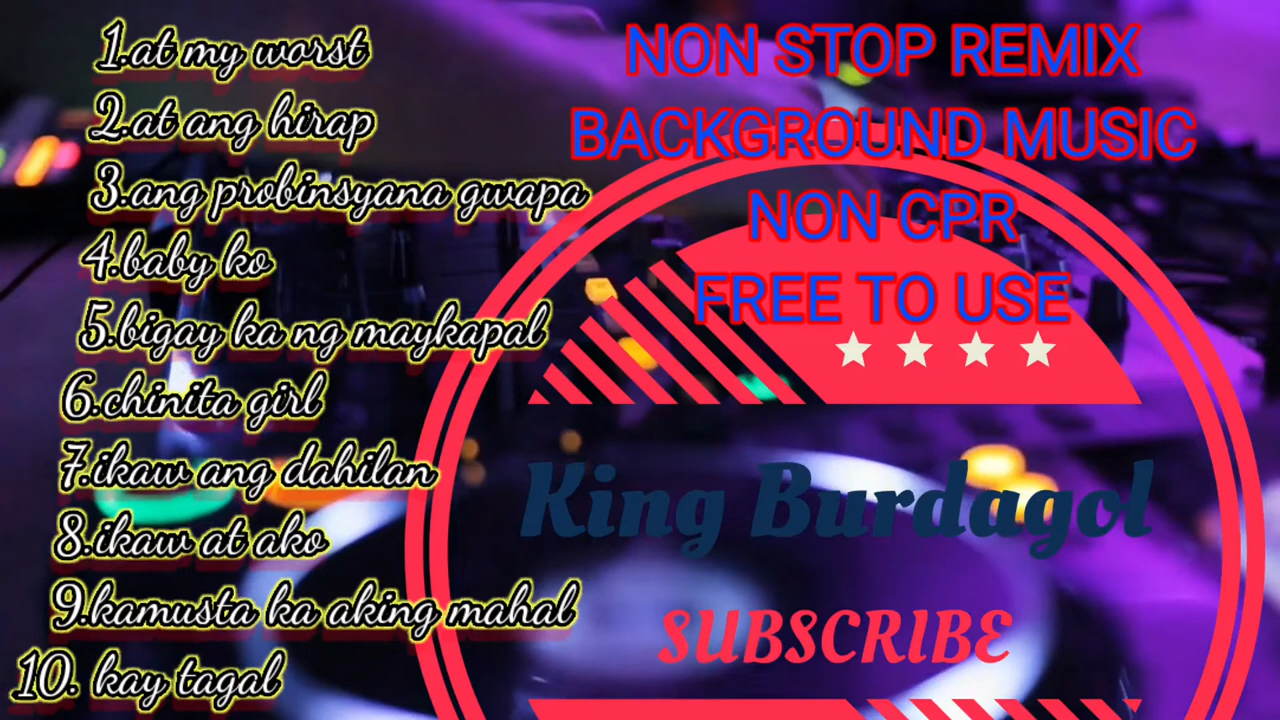 1.at my worst
2.at ang hirap
3.ang probinsyana gwapa
4.baby ko
5.bigay ka ng maykapal
6.chinita girl
7.ikaw ang dahilan
8.ikaw at ako
9.kamusta ka aking mahal
10. kay tagal
NON STOP REMIX
BACKGROUND MUSIC
NON CPR
FREE TO USE
King Burdagol
SUBSCRIBE